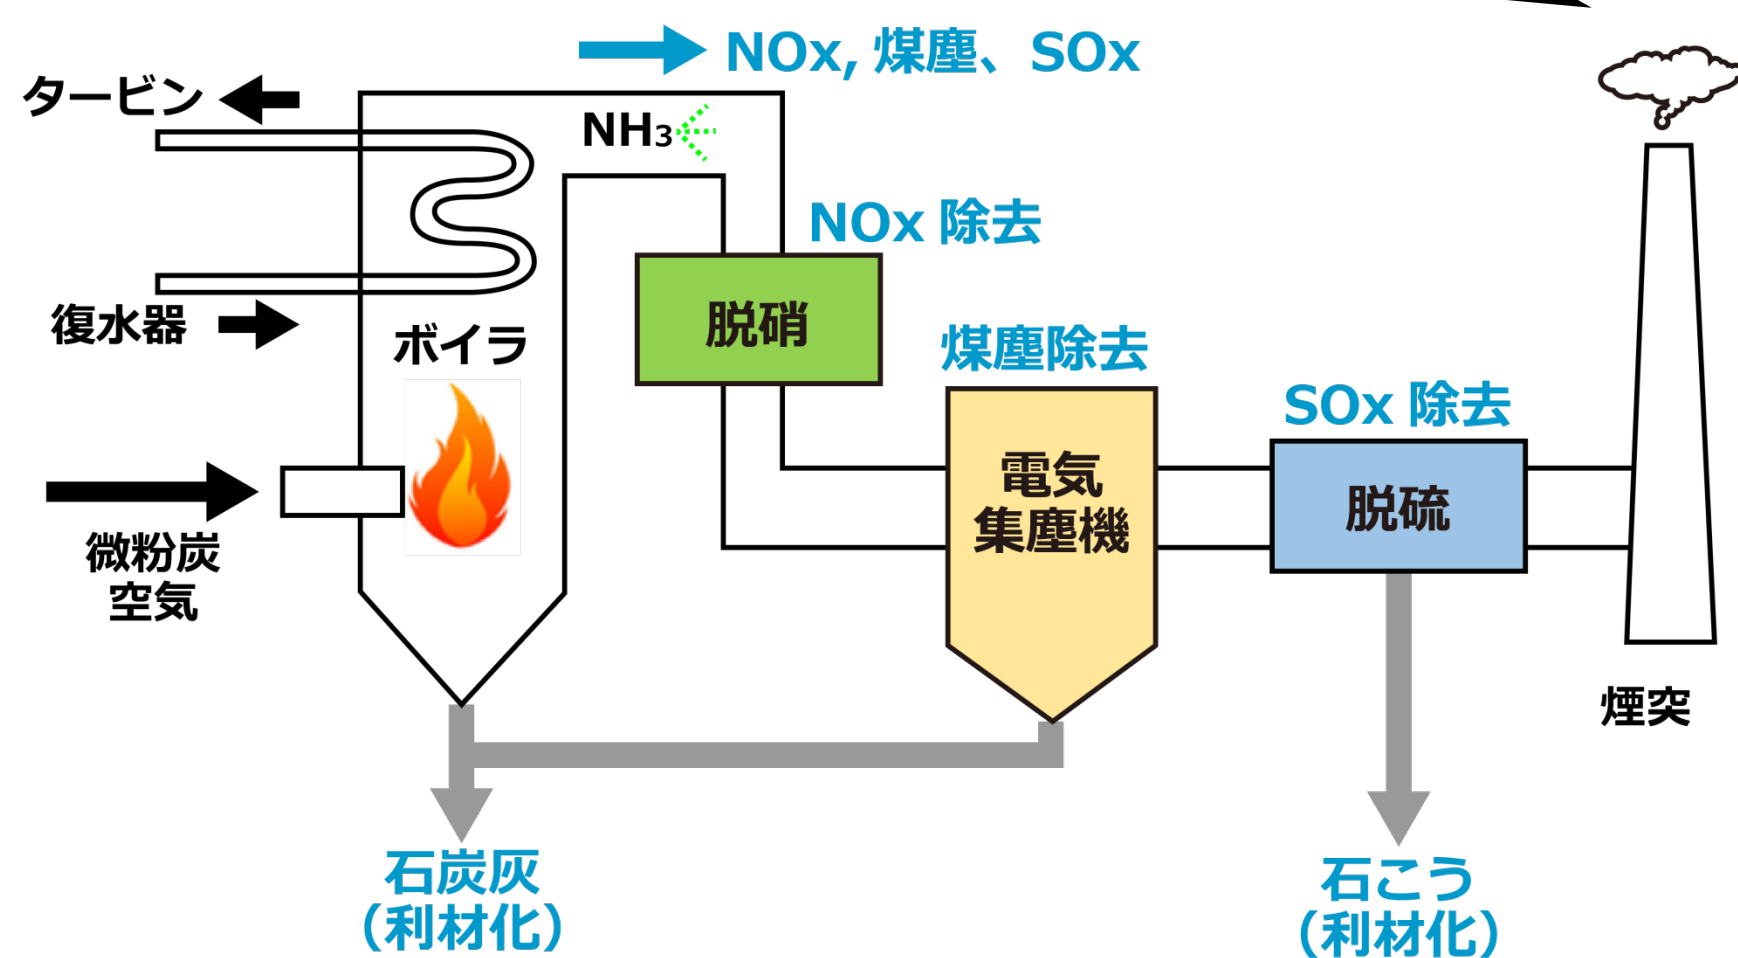 NOx, 煤塵、SOx
タービン
NH₃
NOx 除去
復水器
ボイラ
脱硝
煤塵除去
SOx 除去
電気
集塵機
脱硫
微粉炭
空気
煙突
石炭灰
（利材化）
石こう
（利材化）